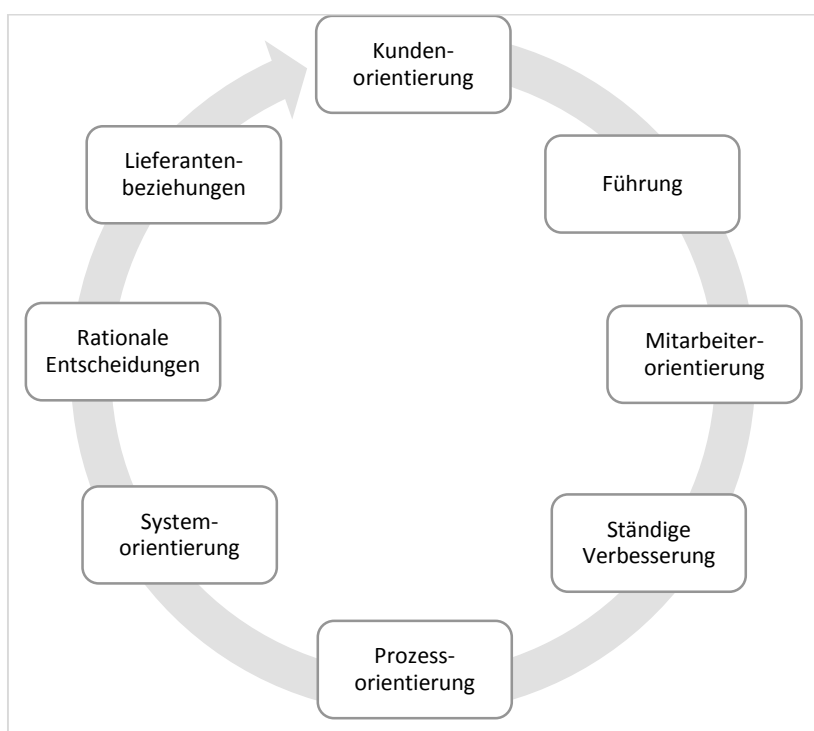 Kunden-
orientierung
Führung
Mitarbeiter-
orientierung
Ständige
Verbesserung
Prozess-
orientierung
System-
orientierung
Rationale
Entscheidungen
Lieferanten-
beziehungen